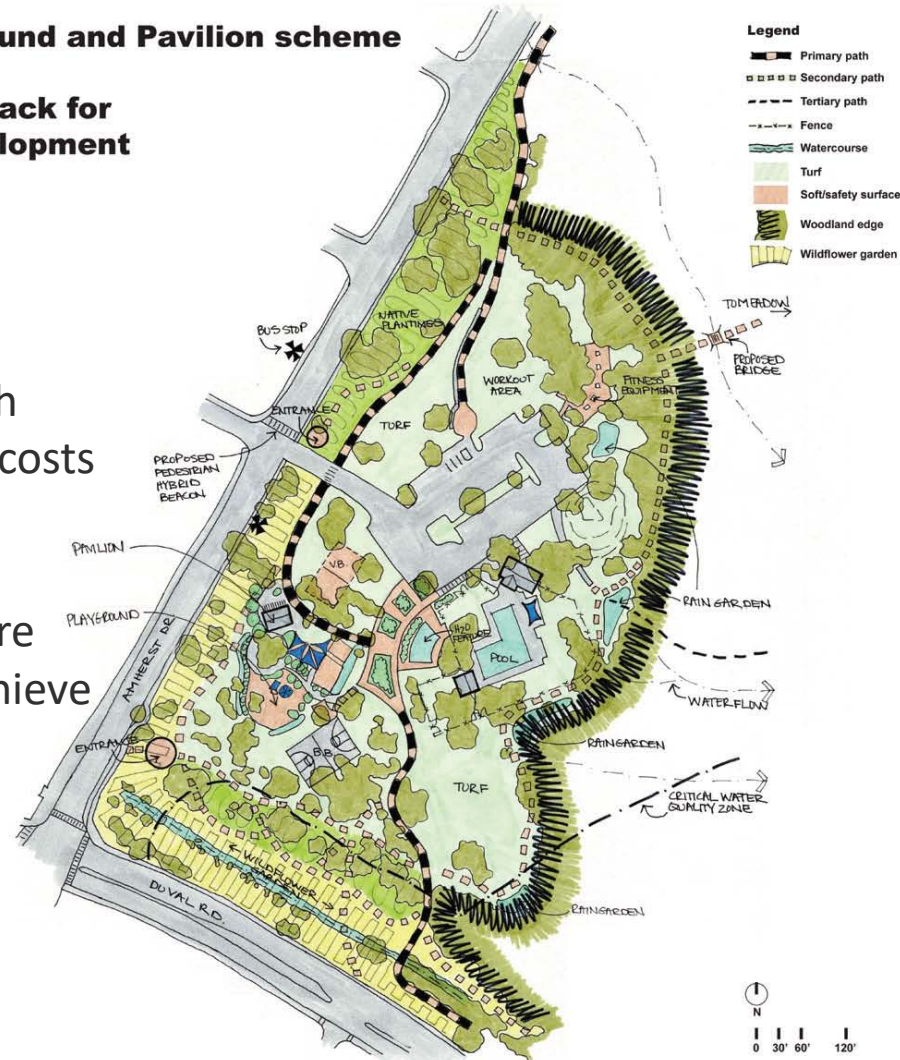 und and Pavilion scheme
ack for
lopment
h
costs
re
hieve
Legend
Primary path
Secondary path
Tertiary path
Fence
Watercourse
Turf
Soft/safety surface
Woodland edge
Wildflower garden
TO MEADOW
PROPOSED
BRIDGE
BUS STOP
NATIVE
PLANTINGS
WORKOUT
AREA
FITNESS
EQUIPMENT
ENTRANCE
TURF
PROPOSED
PEDESTRIAN
HYBRID
BEACON
PAVILION
V.B.
PLAYGROUND
H2O
FEATURE
POOL
RAIN GARDEN
AMHERST DR.
WATER FLOW
ENTRANCE
B.B.
RAINGARDEN
TURF
CRITICAL WATER
QUALITY ZONE
WILDFLOWER
GARDEN
DUVAL RD.
RAINGARDEN
N
0 30' 60' 120'